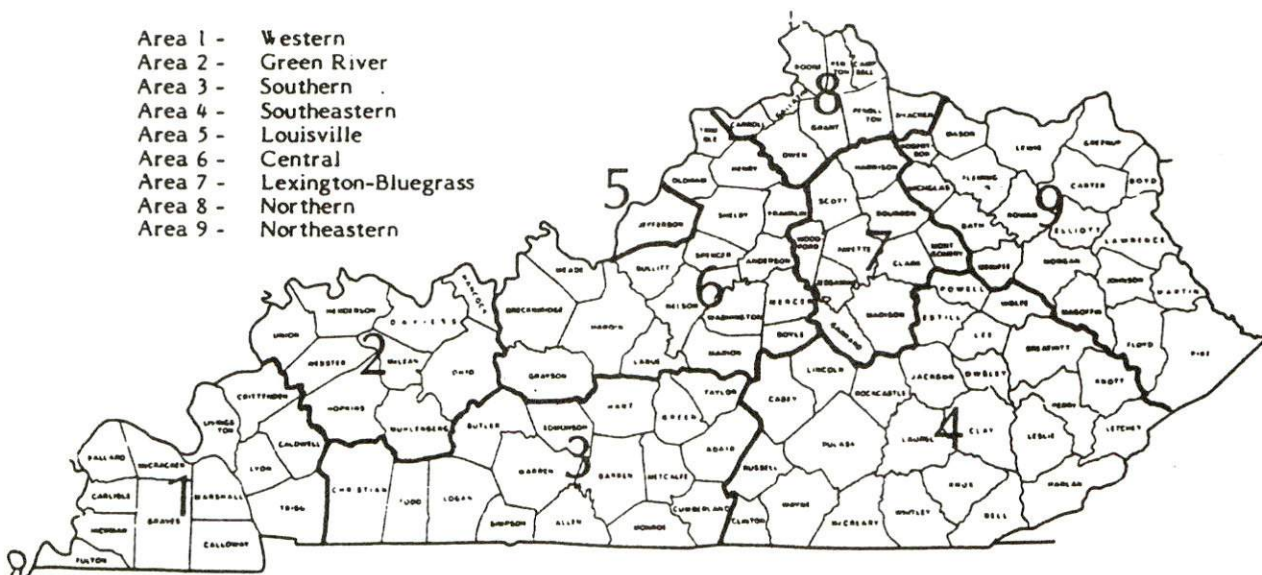 Area 1 - Western
Area 2 - Green River
Area 3 - Southern
Area 4 - Southeastern
Area 5 - Louisville
Area 6 - Central
Area 7 - Lexington-Bluegrass
Area 8 - Northern
Area 9 - Northeastern
8
BOONE
CARROLL
GRANT
OWEN
MASON
LEWIS
GREENUP
HENRY
HARRISON
FLEMING
CARTER
BOYD
OLDHAM
NICHOLAS
5
9
SHELBY
FRANKLIN
SCOTT
BOURBON
BATH
ROWAN
ELLIOTT
LAWRENCE
JEFFERSON
7
FAYETTE
SPENCER
ANDERSON
CLARK
MORGAN
JOHNSON
MARTIN
MEADE
BULLITT
6
POWELL
WOLFE
MAGOFFIN
HANCOCK
NELSON
MERCER
MADISON
ESTILL
BRECKINRIDGE
WASHINGTON
LEE
HENDERSON
DAVIESS
HARDIN
BOYLE
GARRARD
BREATHITT
FLOYD
PIKE
UNION
2
LARUE
MARION
WEBSTER
McLEAN
OHIO
GRAYSON
LINCOLN
JACKSON
OWSLEY
KNOTT
CRITTENDEN
HOPKINS
TAYLOR
CASEY
ROCKCASTLE
PERRY
HART
GREEN
4
LIVINGSTON
MUHLENBERG
BUTLER
EDMONSON
LAUREL
CLAY
LESLIE
LETCHER
CALDWELL
ADAIR
PULASKI
LYON
3
BALLARD
McCRACKEN
WARREN
BARREN
METCALFE
RUSSELL
KNOX
HARLAN
1
CARLISLE
MARSHALL
TRIGG
CHRISTIAN
TODD
LOGAN
CUMBERLAND
WAYNE
WHITLEY
BELL
GRAVES
HICKMAN
SIMPSON
ALLEN
MONROE
CLINTON
McCREARY
CALLOWAY
FULTON